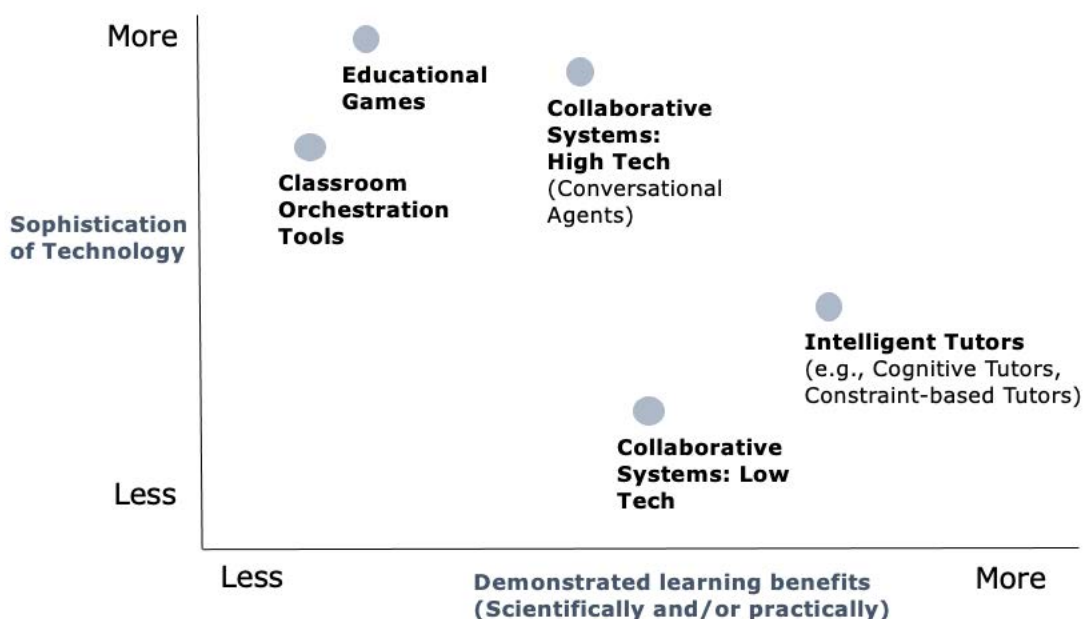 More
Educational
Games
Collaborative
Systems:
High Tech
(Conversational
Agents)
Classroom
Orchestration
Tools
Sophistication
of Technology
Intelligent Tutors
(e.g., Cognitive Tutors,
Constraint-based Tutors)
Collaborative
Systems: Low
Tech
Less
Less
Demonstrated learning benefits
(Scientifically and/or practically)
More